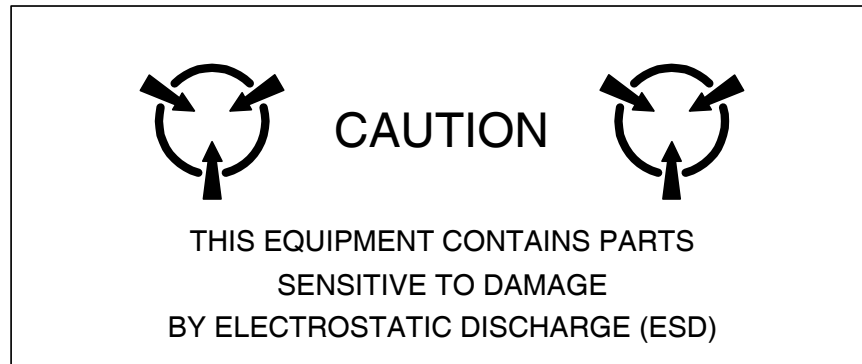 CAUTION
THIS EQUIPMENT CONTAINS PARTS
SENSITIVE TO DAMAGE
BY ELECTROSTATIC DISCHARGE (ESD)